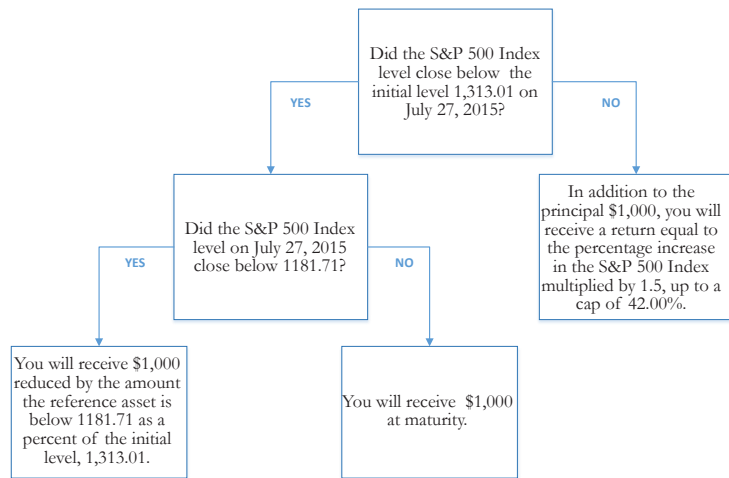 Did the S&P 500 Index
level close below the
initial level 1,313.01 on
July 27, 2015?
YES
NO
Did the S&P 500 Index
level on July 27, 2015
close below 1181.71?
In addition to the
principal $1,000, you will
receive a return equal to
the percentage increase
in the S&P 500 Index
multiplied by 1.5, up to a
cap of 42.00%.
YES
NO
You will receive $1,000
reduced by the amount
the reference asset is
below 1181.71 as a
percent of the initial
level, 1,313.01.
You will receive $1,000
at maturity.